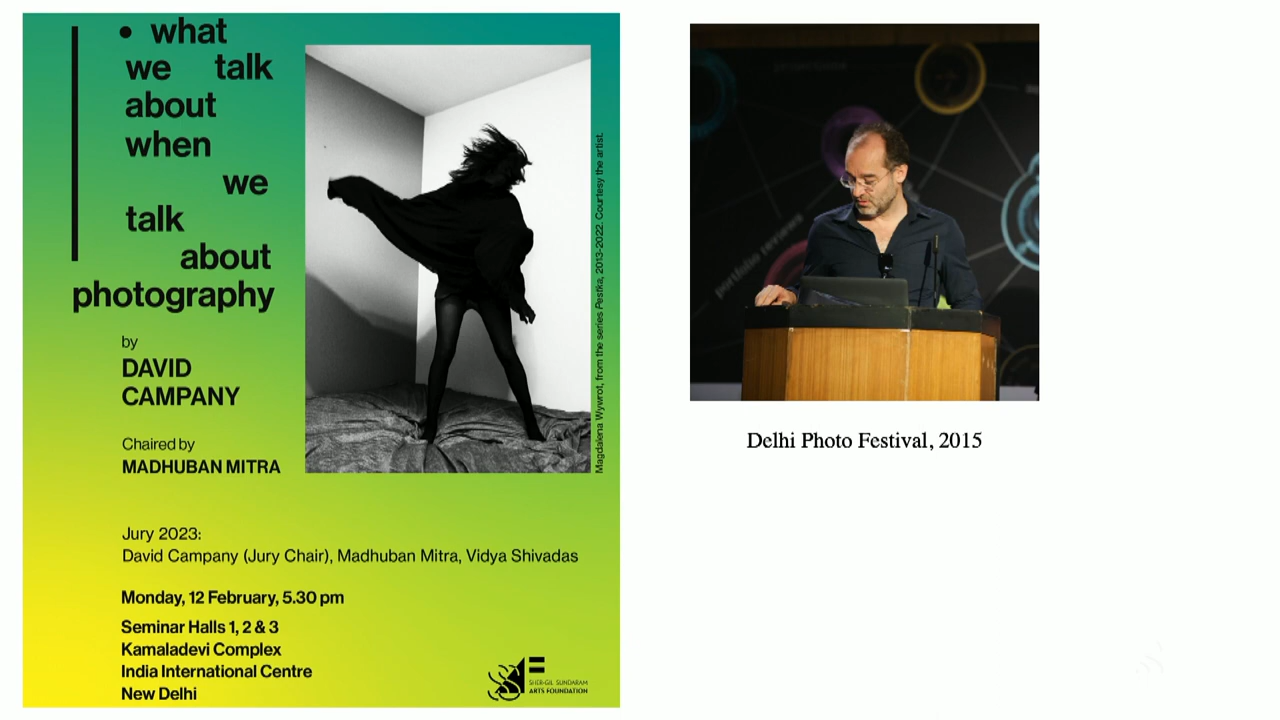 • what
we talk
about
when
we
talk
about
photography
by
DAVID
CAMPANY
Chaired by
MADHUBAN MITRA
Magdalena Wywrot, from the series Pestka, 2013-2022. Courtesy the artist.
Jury 2023:
David Campany (Jury Chair), Madhuban Mitra, Vidya Shivadas
Monday, 12 February, 5.30 pm
Seminar Halls 1, 2 & 3
Kamaladevi Complex
India International Centre
New Delhi
SHER-GIL SUNDARAM
ARTS FOUNDATION
projections
portfolio reviews
Delhi Photo Festival, 2015